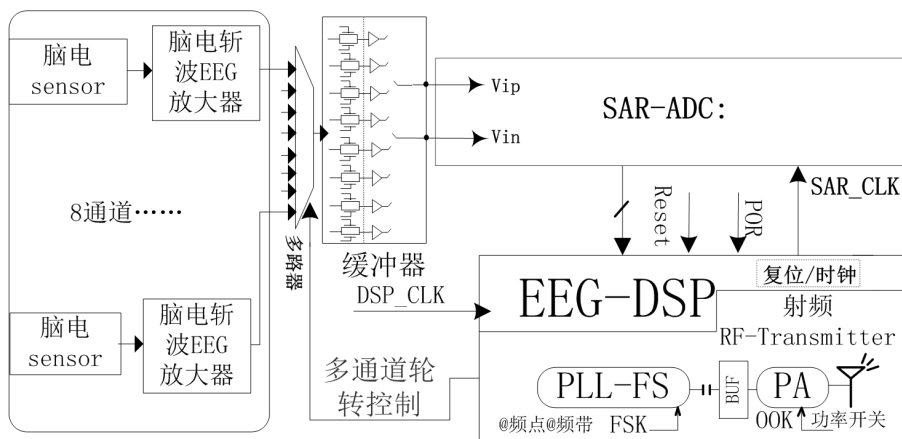 脑电
sensor
脑电斩
波EEG
放大器
8通道……
脑电
sensor
脑电斩
波EEG
放大器
多路器
缓冲器
Vip
Vin
SAR-ADC:
Reset
POR
SAR_CLK
DSP_CLK
EEG-DSP
复位/时钟
射频
RF-Transmitter
多通道轮
转控制
PLL-FS
BUF
PA
@频点@频带 FSK
OOK
功率开关